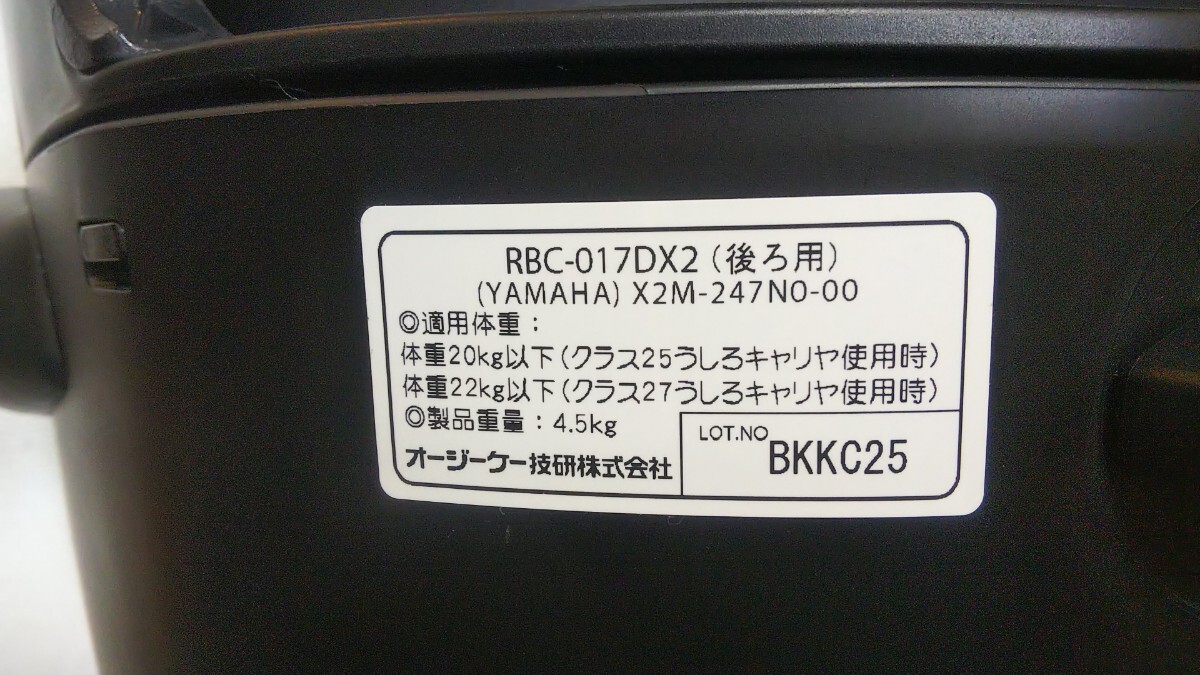 RBC-017DX2 (後ろ用)
(YAMAHA) X2M-247N0-00
◎適用体重：
体重20kg以下(クラス25うしろキャリヤ使用時)
体重22kg以下(クラス27うしろキャリヤ使用時)
◎製品重量：4.5kg
オージーケー技研株式会社
LOT.NO BKKC25